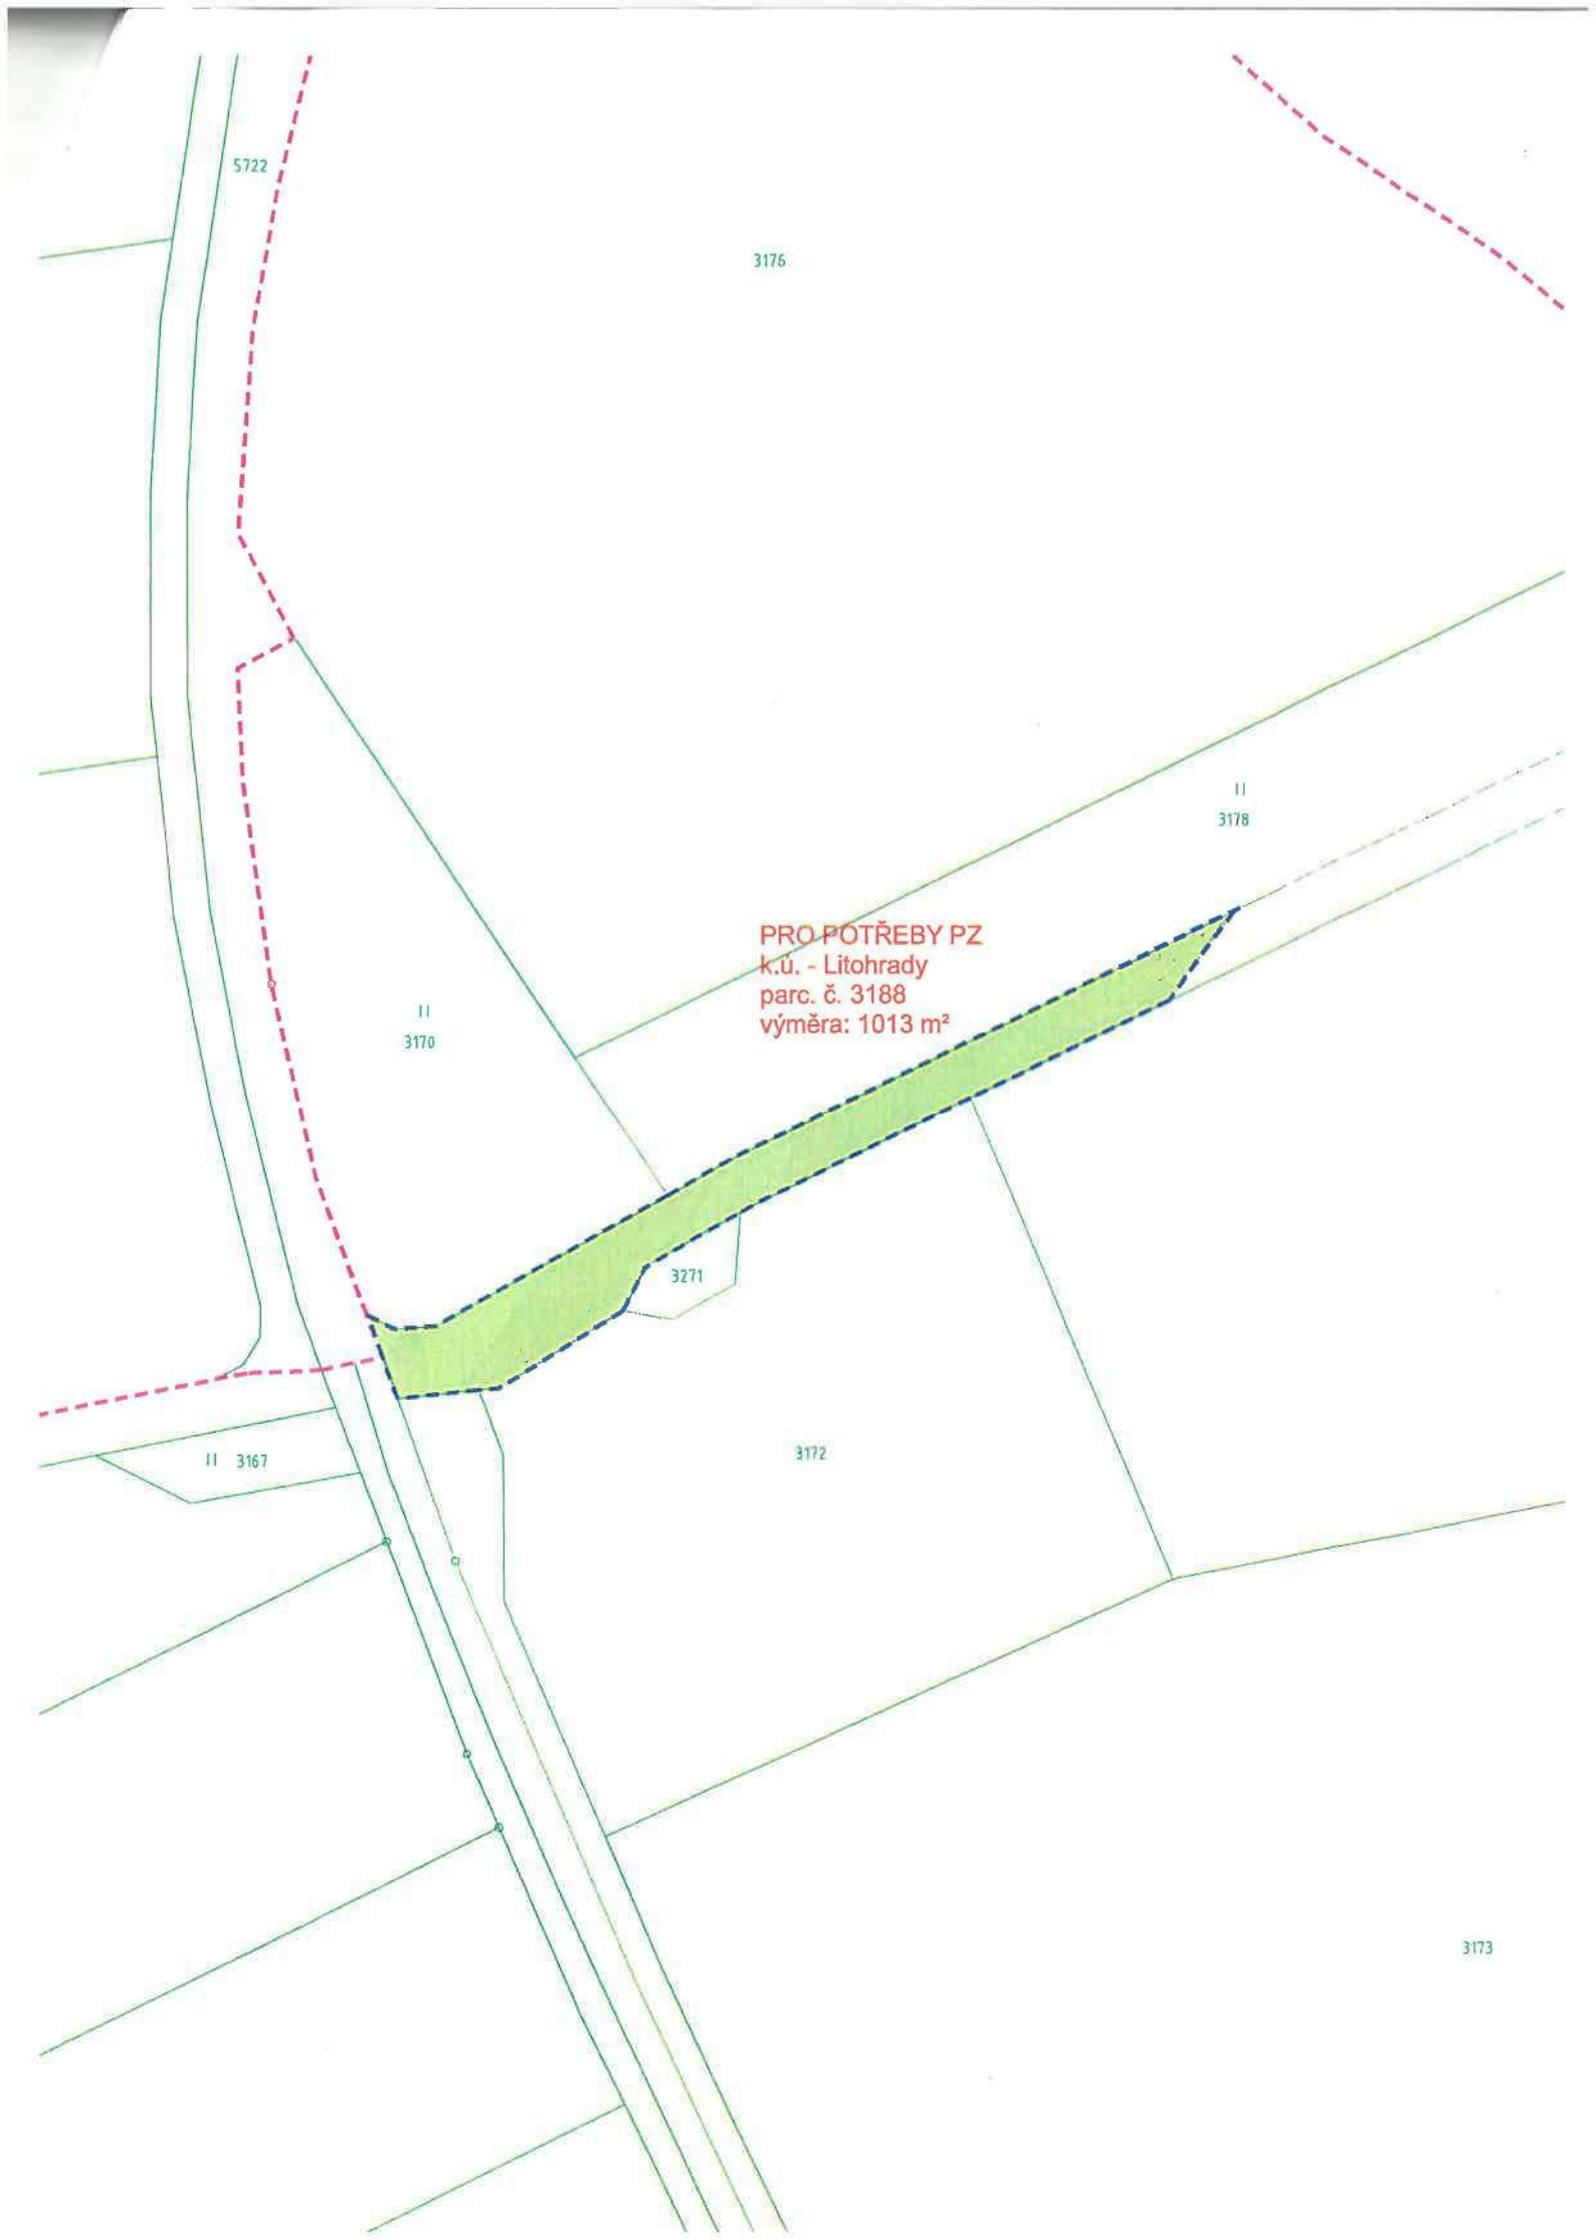 5722
3176
II
3178
PRO POTŘEBY PZ
k.ú. - Litohrady
parc. č. 3188
výměra: 1013 m²
II
3170
3271
3172
II 3167
3173